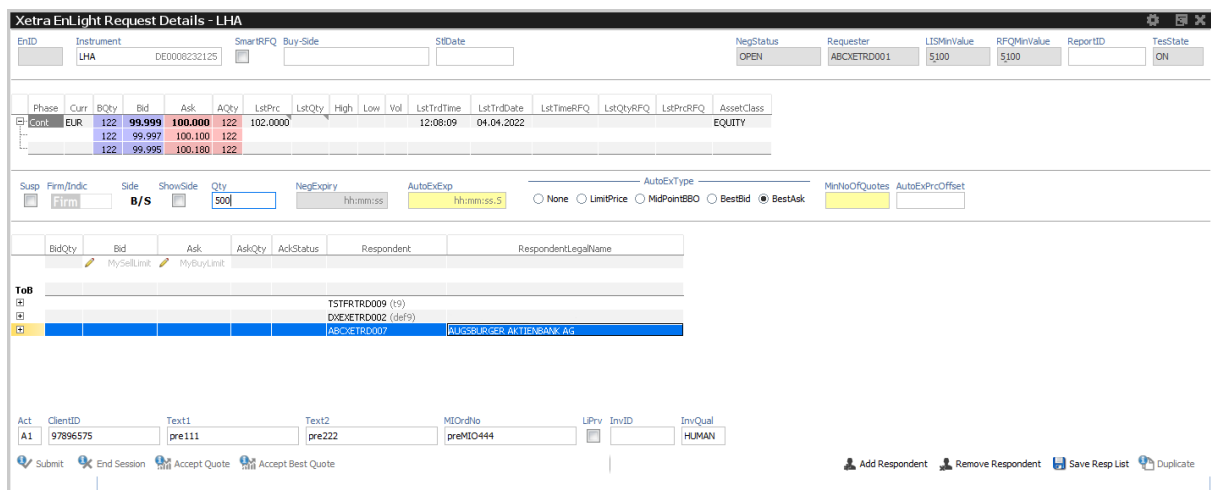 Xetra EnLight Request Details - LHA
EnID Instrument SmartRFQ Buy-Side StlDate NegStatus Requester LISMinValue RFQMinValue ReportID TesState
LHA DE0008232125 OPEN ABCXETRD001 5,100 5,100 ON
Phase Curr BQty Bid Ask AQty LstPrc LstQty High Low Vol LstTrdTime LstTrdDate LstTimeRFQ LstQtyRFQ LstPrcRFQ AssetClass
Cont EUR 122 99.999 100.000 122 102.0000 12:08:09 04.04.2022 EQUITY
122 99.997 100.100 122
122 99.995 100.180 122
AutoExType
Susp Firm/Indic Side ShowSide Qty NegExpiry AutoExExp MinNoOfQuotes AutoExPrcOffset
Firm B/S 500 hh:mm:ss hh:mm:ss.S None LimitPrice MidPointBBO BestBid BestAsk
BidQty Bid Ask AskQty AckStatus Respondent RespondentLegalName
MySellLimit MyBuyLimit
ToB
TSTFRTRD009 (t9)
DXEXETRD002 (def9)
ABCXETRD007 AUGSBURGER AKTIENBANK AG
Act ClientID Text1 Text2 MIOrdNo LiPrv InvID InvQual
A1 97896575 pre111 pre222 preMIO444 HUMAN
Submit End Session Accept Quote Accept Best Quote Add Respondent Remove Respondent Save Resp List Duplicate